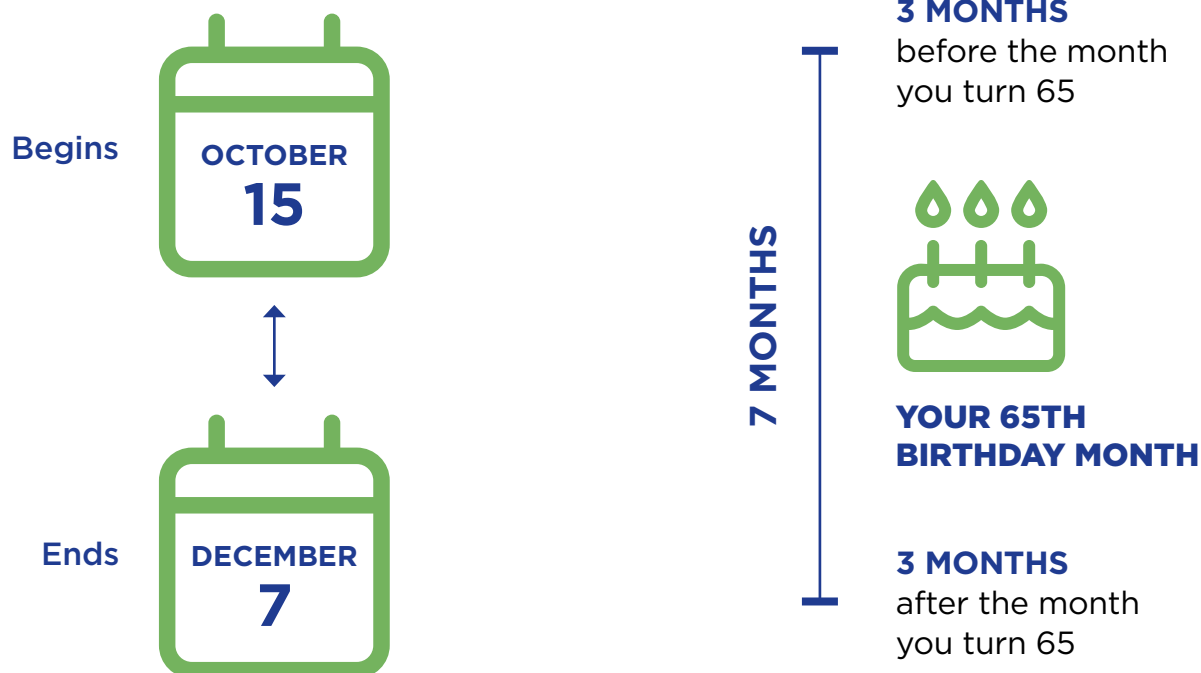 Begins
OCTOBER
15
Ends
DECEMBER
7
7 MONTHS
3 MONTHS
before the month
you turn 65
YOUR 65TH
BIRTHDAY MONTH
3 MONTHS
after the month
you turn 65